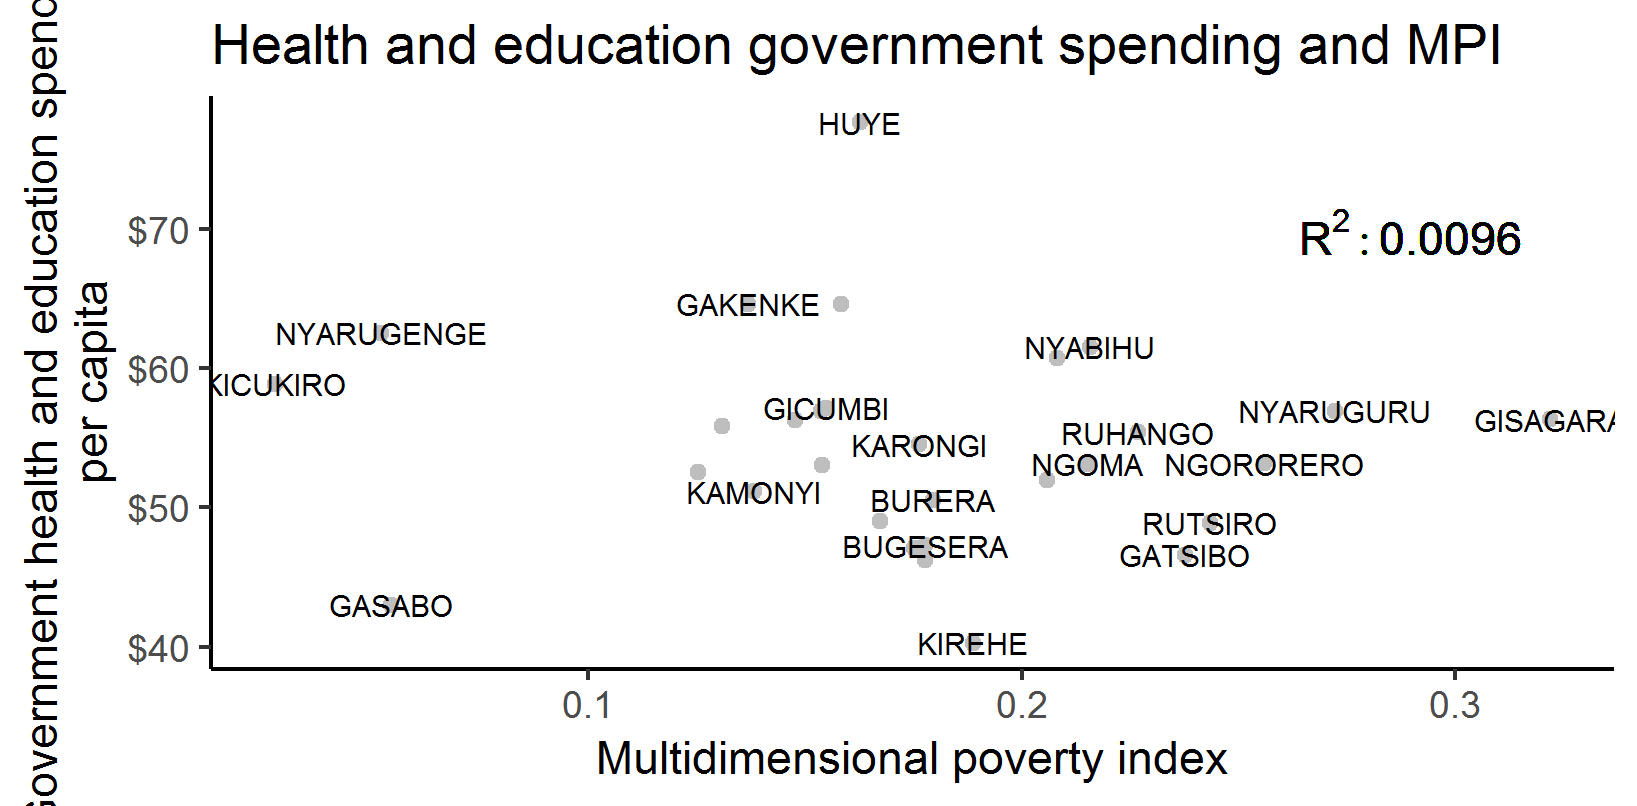 Health and education government spending and MPI
Government health and education spend
per capita
$70
$60
$50
$40
HUYE
R² : 0.0096
GAKENKE
NYARUGENGE
NYABIHU
KICUKIRO
GICUMBI
NYARUGURU
GISAGARA
RUHANGO
KARONGI
NGOMA
NGORORERO
KAMONYI
BURERA
RUTSIRO
BUGESERA
GATSIBO
GASABO
KIREHE
0.1
0.2
0.3
Multidimensional poverty index